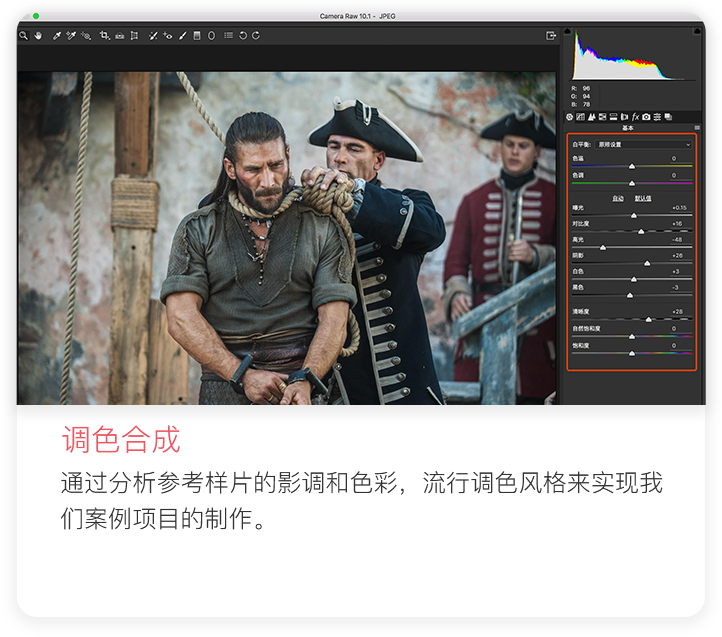 Camera Raw 10.1 - JPEG
R: 96
G: 94
B: 78
fx
基本
白平衡: 原照设置
色温 0
色调 0
自动 默认值
曝光 +0.15
对比度 +16
高光 -48
阴影 +26
白色 +3
黑色 -3
清晰度 +28
自然饱和度 0
饱和度 0
调色合成
通过分析参考样片的影调和色彩，流行调色风格来实现我
们案例项目的制作。